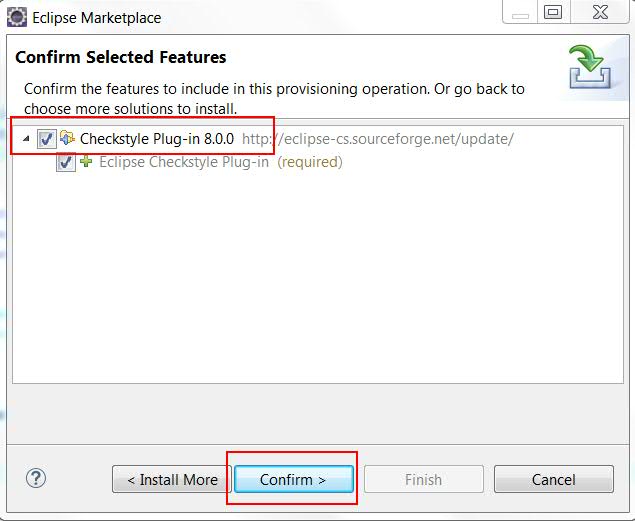 Eclipse Marketplace
Confirm Selected Features
Confirm the features to include in this provisioning operation. Or go back to
choose more solutions to install.
Checkstyle Plug-in 8.0.0 http://eclipse-cs.sourceforge.net/update/
Eclipse Checkstyle Plug-in (required)
? < Install More Confirm > Finish Cancel